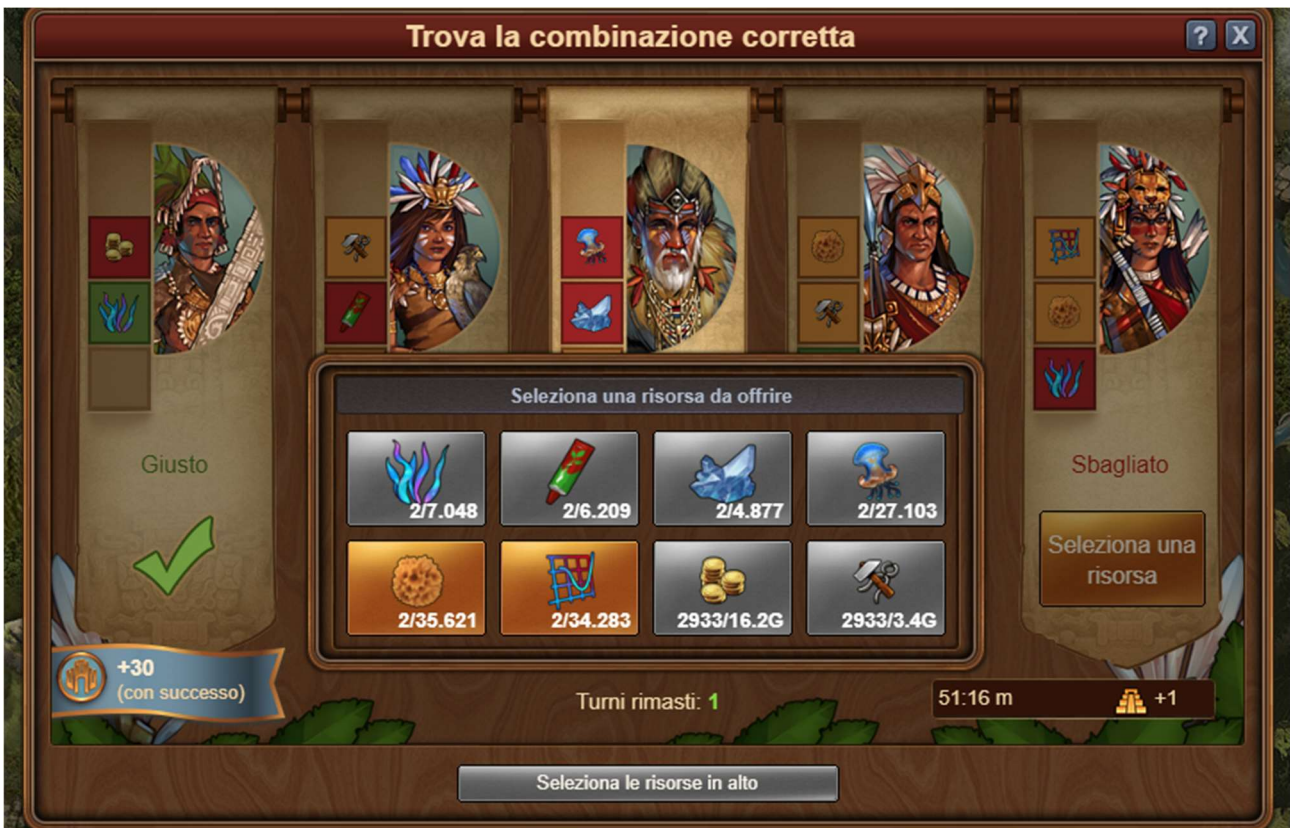 Trova la combinazione corretta
? X
Seleziona una risorsa da offrire
2/7.048 2/6.209 2/4.877 2/27.103
2/35.621 2/34.283 2933/16.2G 2933/3.4G
Giusto
Sbagliato
Seleziona una
risorsa
+30
(con successo)
Turni rimasti: 1
51:16 m +1
Seleziona le risorse in alto